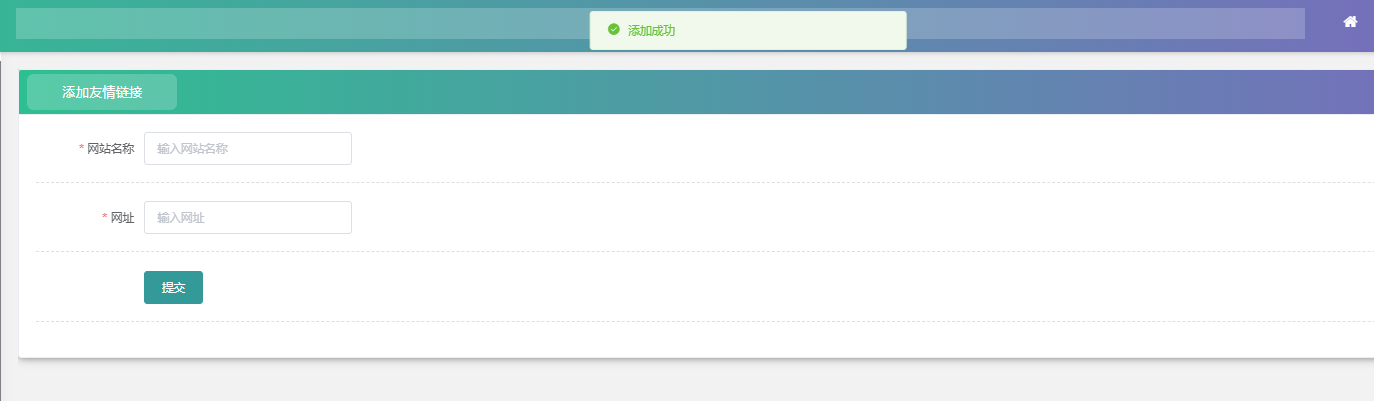 添加成功
添加友情链接
* 网站名称 输入网站名称
* 网址 输入网址
提交